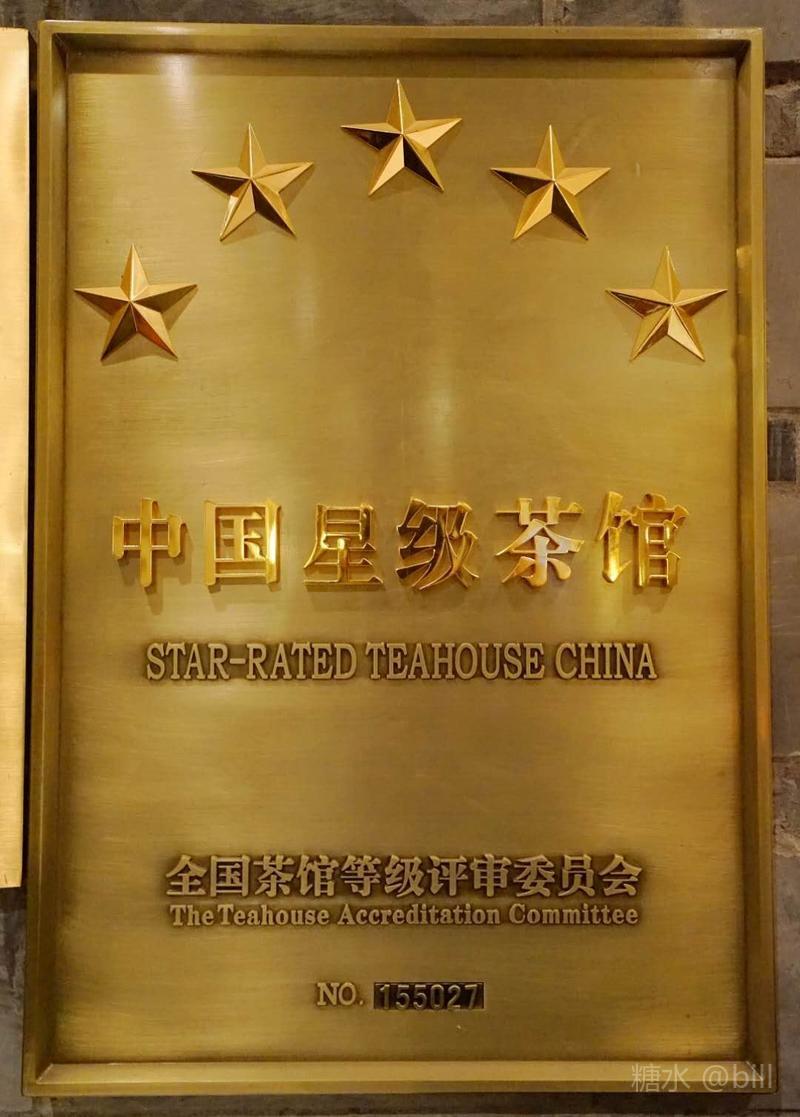 中国星级茶馆
STAR-RATED TEAHOUSE CHINA
全国茶馆等级评审委员会
The Teahouse Accreditation Committee
NO. 155027
糖水 @bill